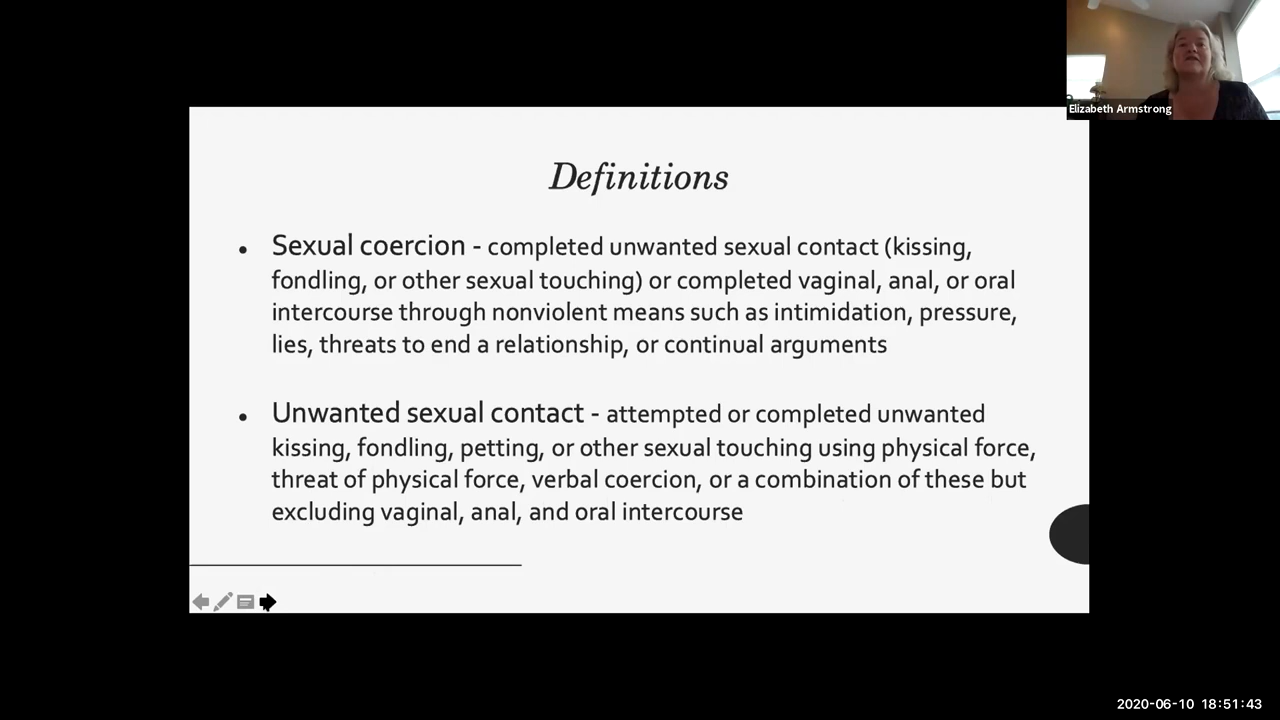 Elizabeth Armstrong
Definitions
• Sexual coercion - completed unwanted sexual contact (kissing,
fondling, or other sexual touching) or completed vaginal, anal, or oral
intercourse through nonviolent means such as intimidation, pressure,
lies, threats to end a relationship, or continual arguments
• Unwanted sexual contact - attempted or completed unwanted
kissing, fondling, petting, or other sexual touching using physical force,
threat of physical force, verbal coercion, or a combination of these but
excluding vaginal, anal, and oral intercourse
2020-06-10 18:51:43